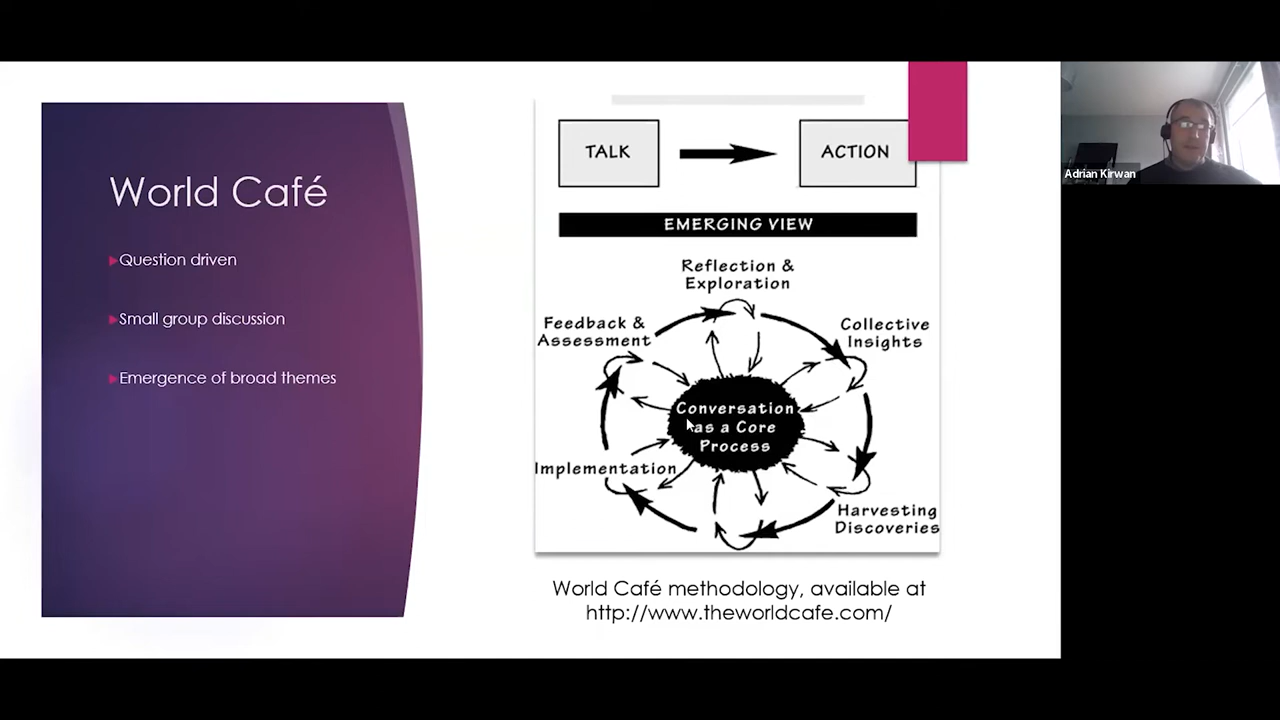 World Café
Question driven
Small group discussion
Emergence of broad themes
TALK
ACTION
EMERGING VIEW
Reflection &
Exploration
Feedback &
Assessment
Collective
Insights
Conversation
as a Core
Process
Implementation
Harvesting
Discoveries
World Café methodology, available at
http://www.theworldcafe.com/
Adrian Kirwan